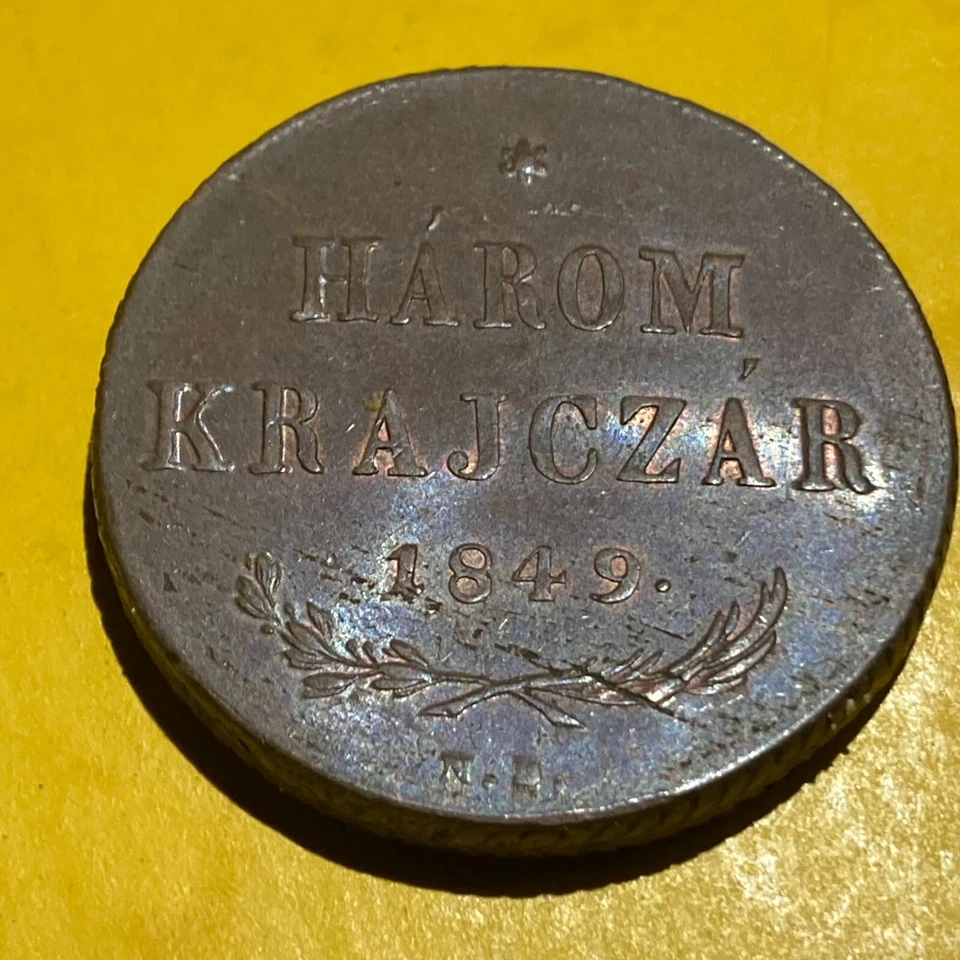 HÁROM
KRAJCZÁR
1849.
N.B.